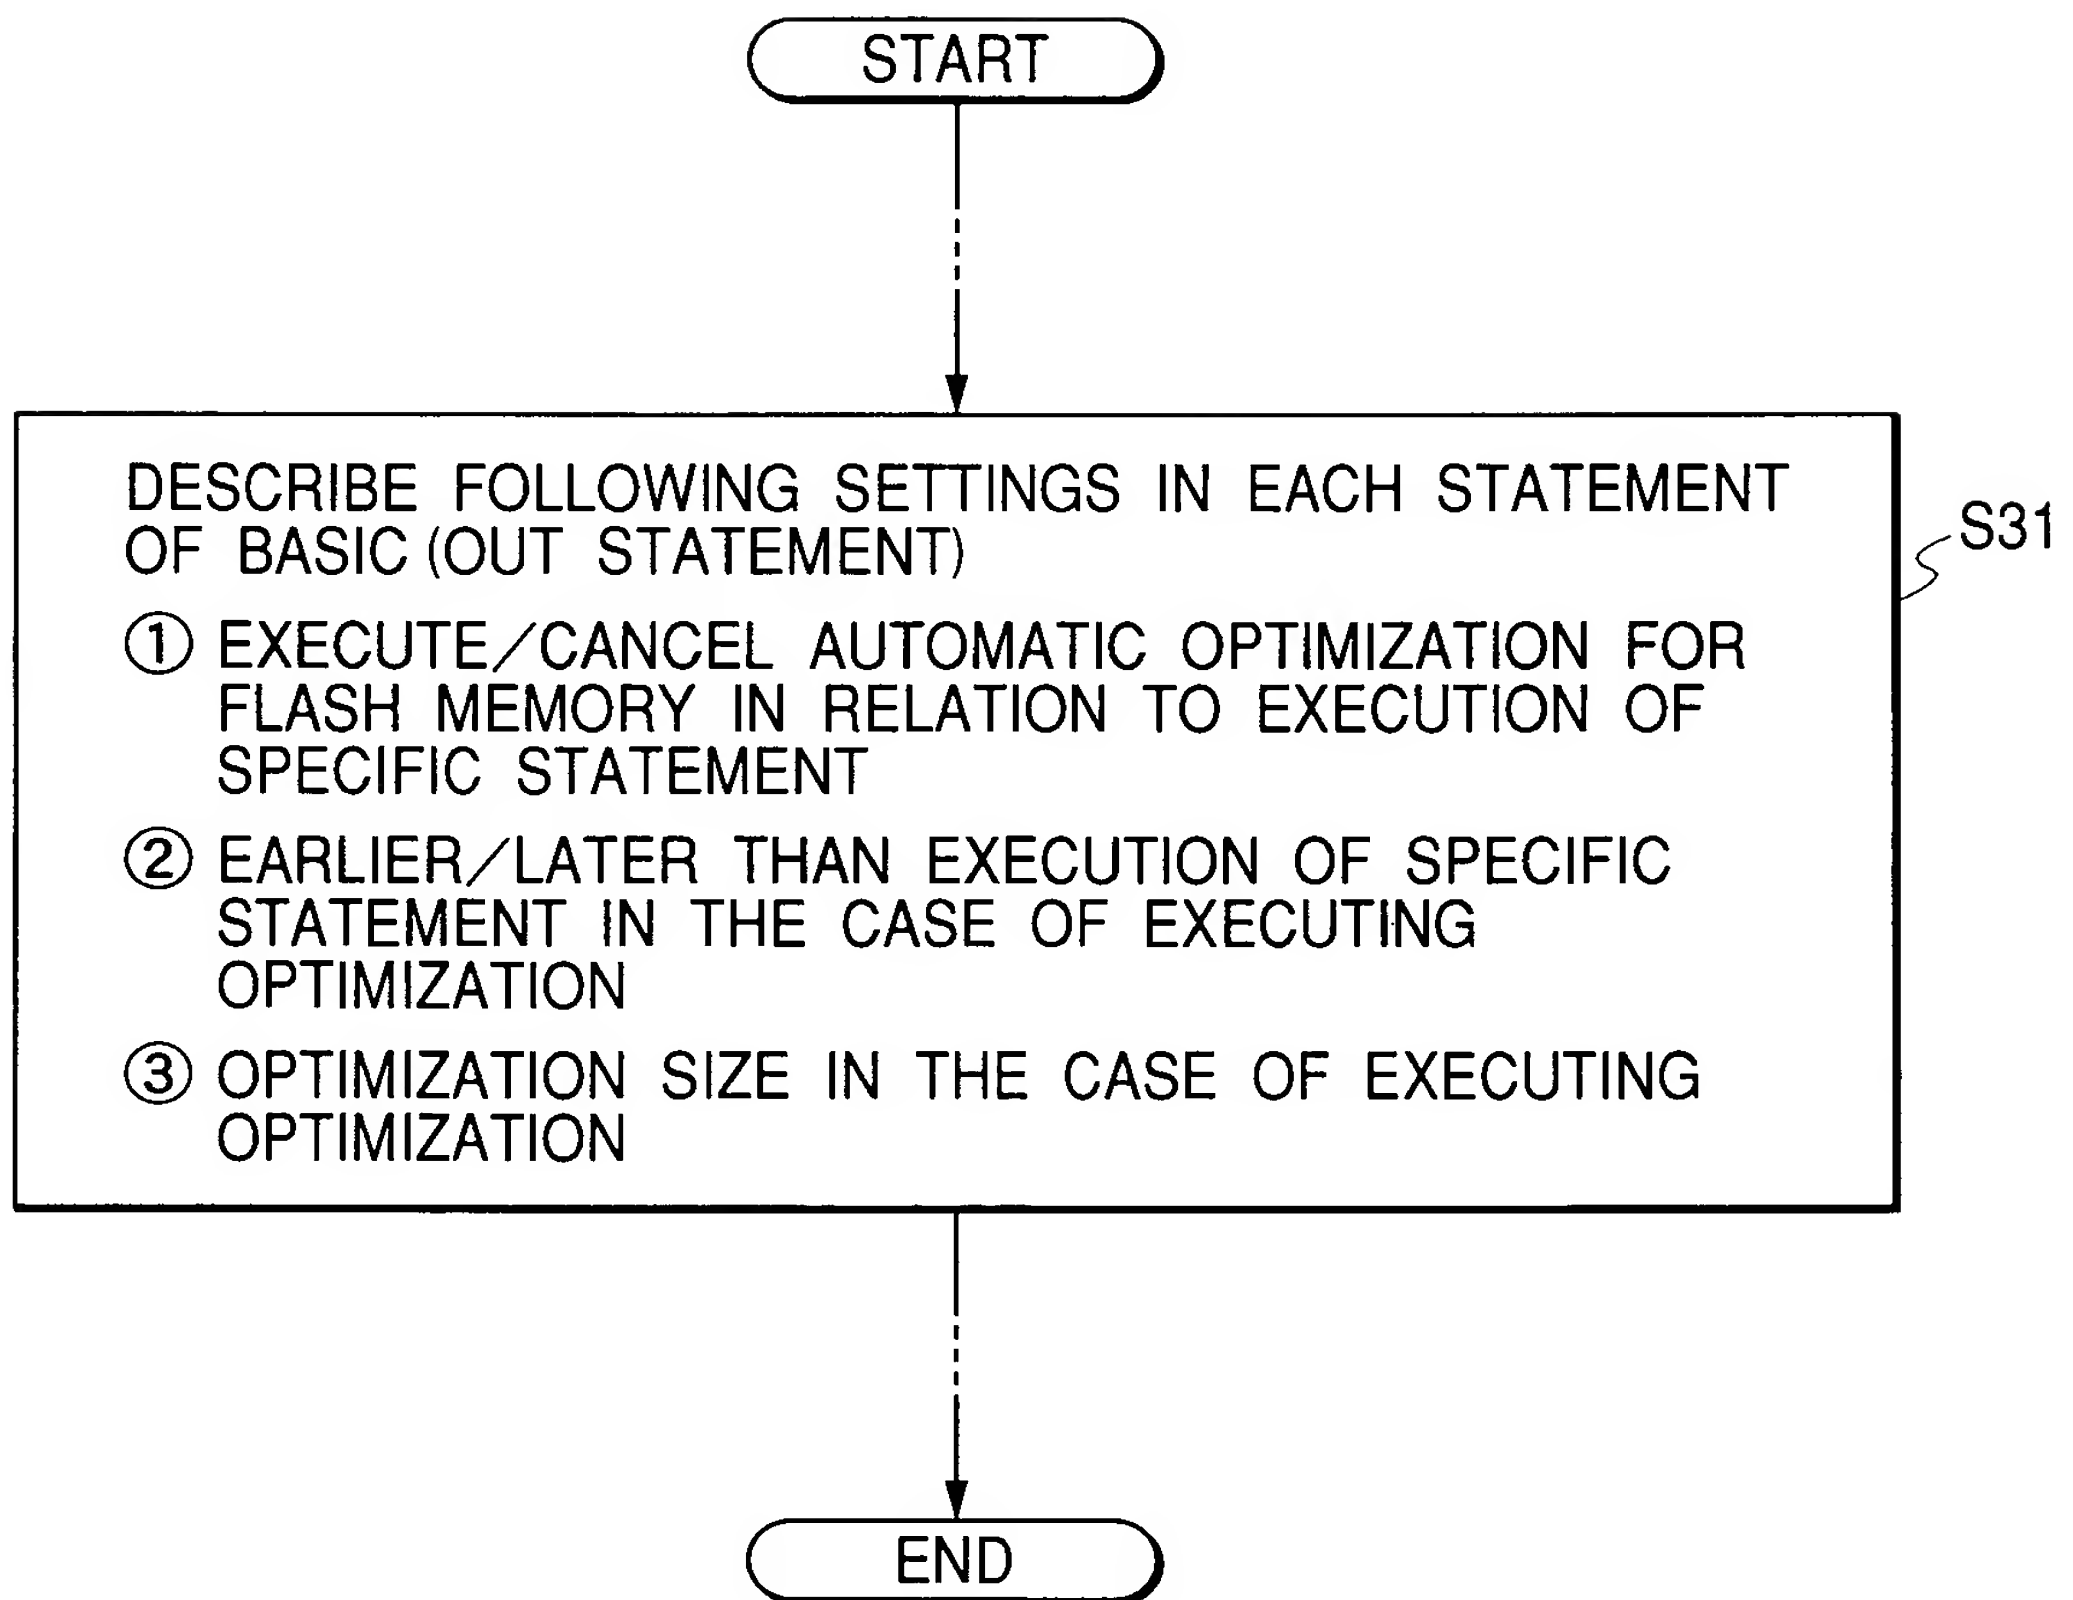 START
DESCRIBE FOLLOWING SETTINGS IN EACH STATEMENT
OF BASIC (OUT STATEMENT)
S31
① EXECUTE/CANCEL AUTOMATIC OPTIMIZATION FOR
FLASH MEMORY IN RELATION TO EXECUTION OF
SPECIFIC STATEMENT
② EARLIER/LATER THAN EXECUTION OF SPECIFIC
STATEMENT IN THE CASE OF EXECUTING
OPTIMIZATION
③ OPTIMIZATION SIZE IN THE CASE OF EXECUTING
OPTIMIZATION
END